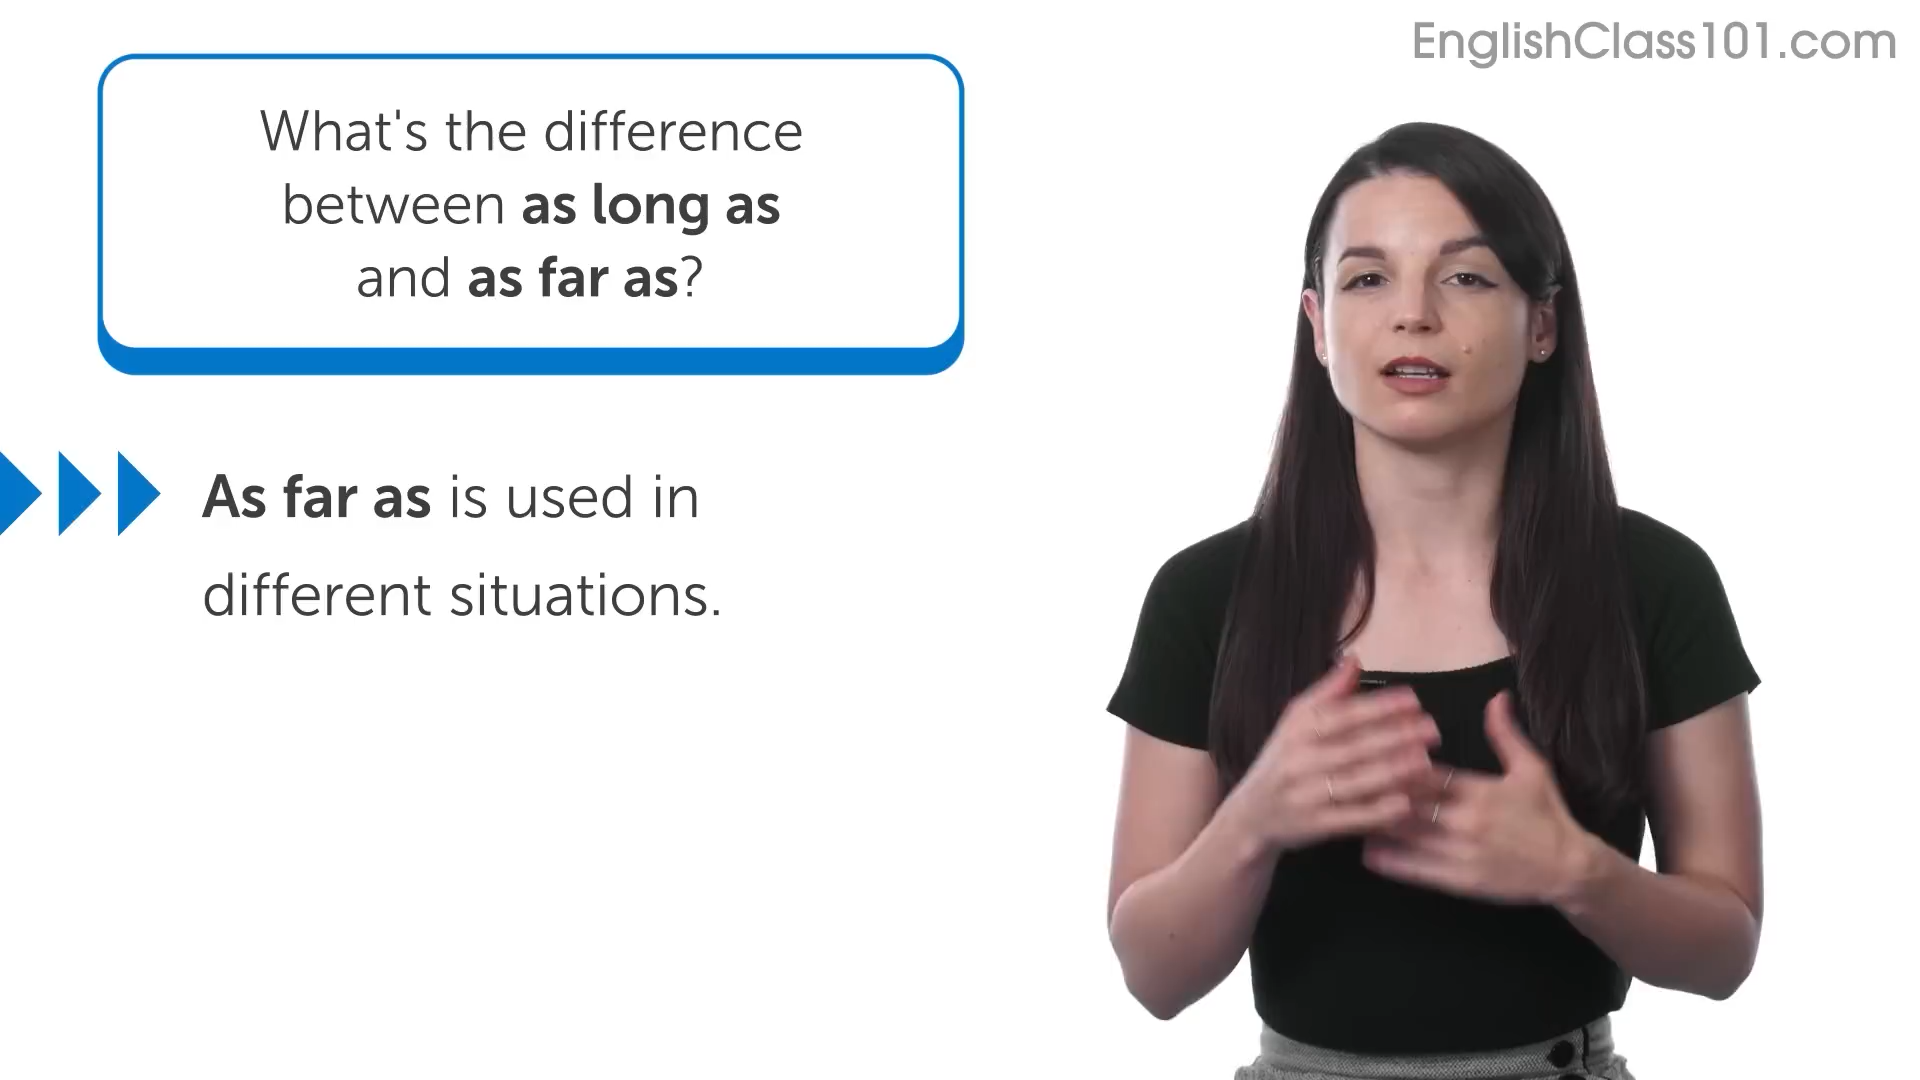 EnglishClass101.com
What's the difference
between as long as
and as far as?
As far as is used in
different situations.